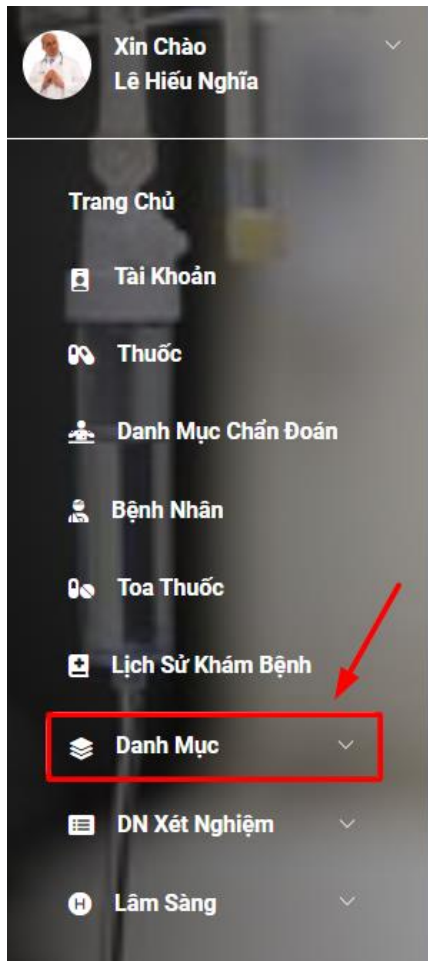 Xin Chào
Lê Hiếu Nghĩa
Trang Chủ
Tài Khoản
Thuốc
Danh Mục Chẩn Đoán
Bệnh Nhân
Toa Thuốc
Lịch Sử Khám Bệnh
Danh Mục
DN Xét Nghiệm
H Lâm Sàng